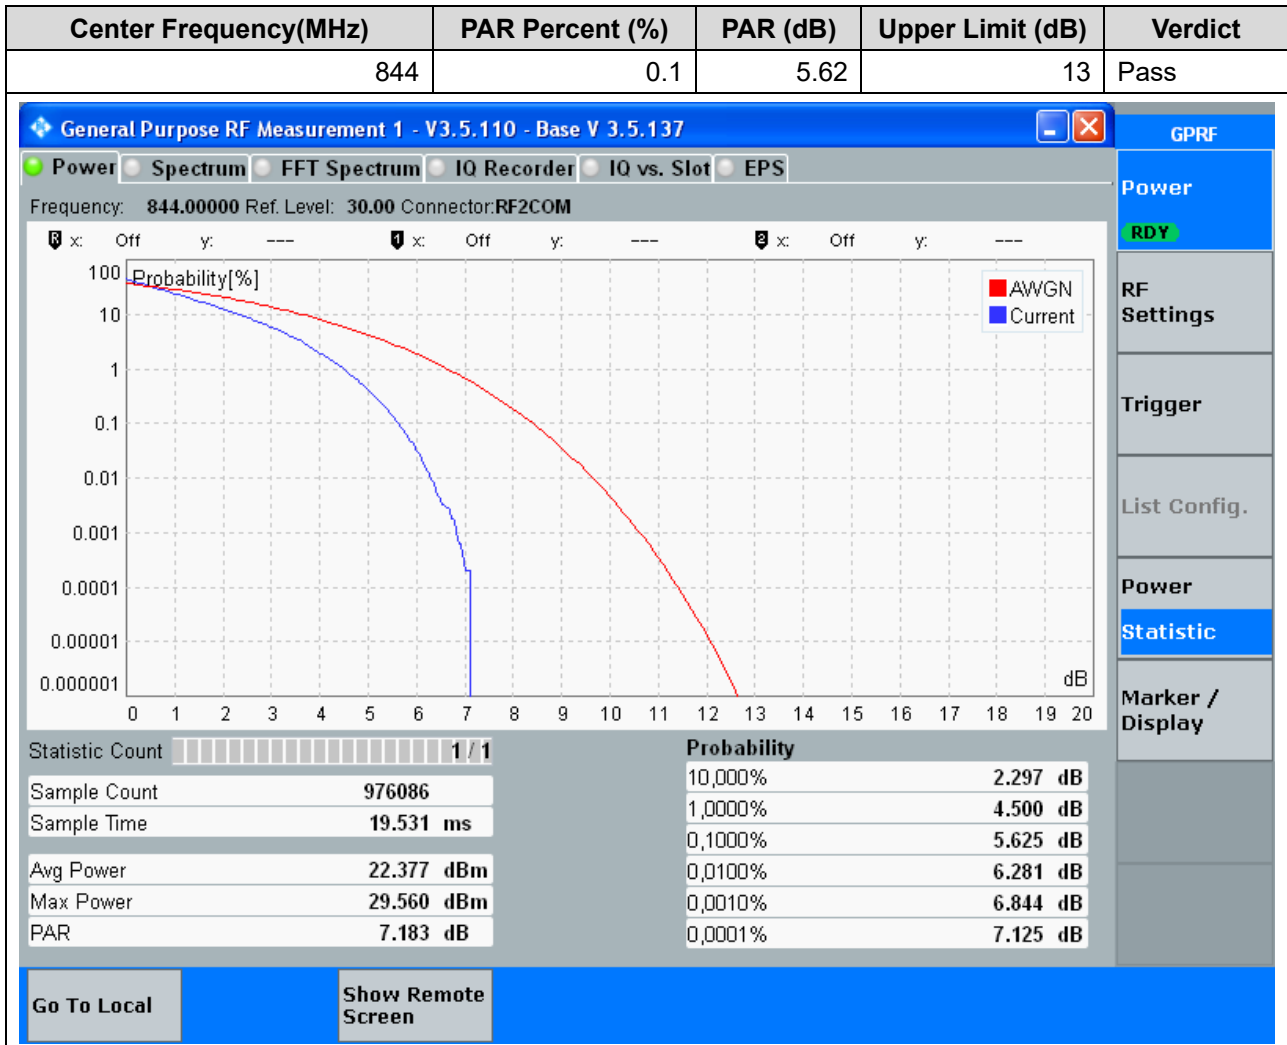 Center Frequency(MHz) PAR Percent (%) PAR (dB) Upper Limit (dB) Verdict
844 0.1 5.62 13 Pass
General Purpose RF Measurement 1 - V3.5.110 - Base V 3.5.137
GPRF
Power Spectrum FFT Spectrum IQ Recorder IQ vs. Slot EPS
Power
RDY
Frequency: 844.00000 Ref. Level: 30.00 Connector:RF2COM
R x: Off y: --- 1 x: Off y: --- 2 x: Off y: ---
Probability[%]
AWGN
Current
100
10
1
0.1
0.01
0.001
0.0001
0.00001
0.000001
dB
0 1 2 3 4 5 6 7 8 9 10 11 12 13 14 15 16 17 18 19 20
RF
Settings
Trigger
List Config.
Power
Statistic
Marker /
Display
Statistic Count 1 / 1
Sample Count 976086
Sample Time 19.531 ms
Avg Power 22.377 dBm
Max Power 29.560 dBm
PAR 7.183 dB
Probability
10,000% 2.297 dB
1,0000% 4.500 dB
0,1000% 5.625 dB
0,0100% 6.281 dB
0,0010% 6.844 dB
0,0001% 7.125 dB
Go To Local
Show Remote
Screen